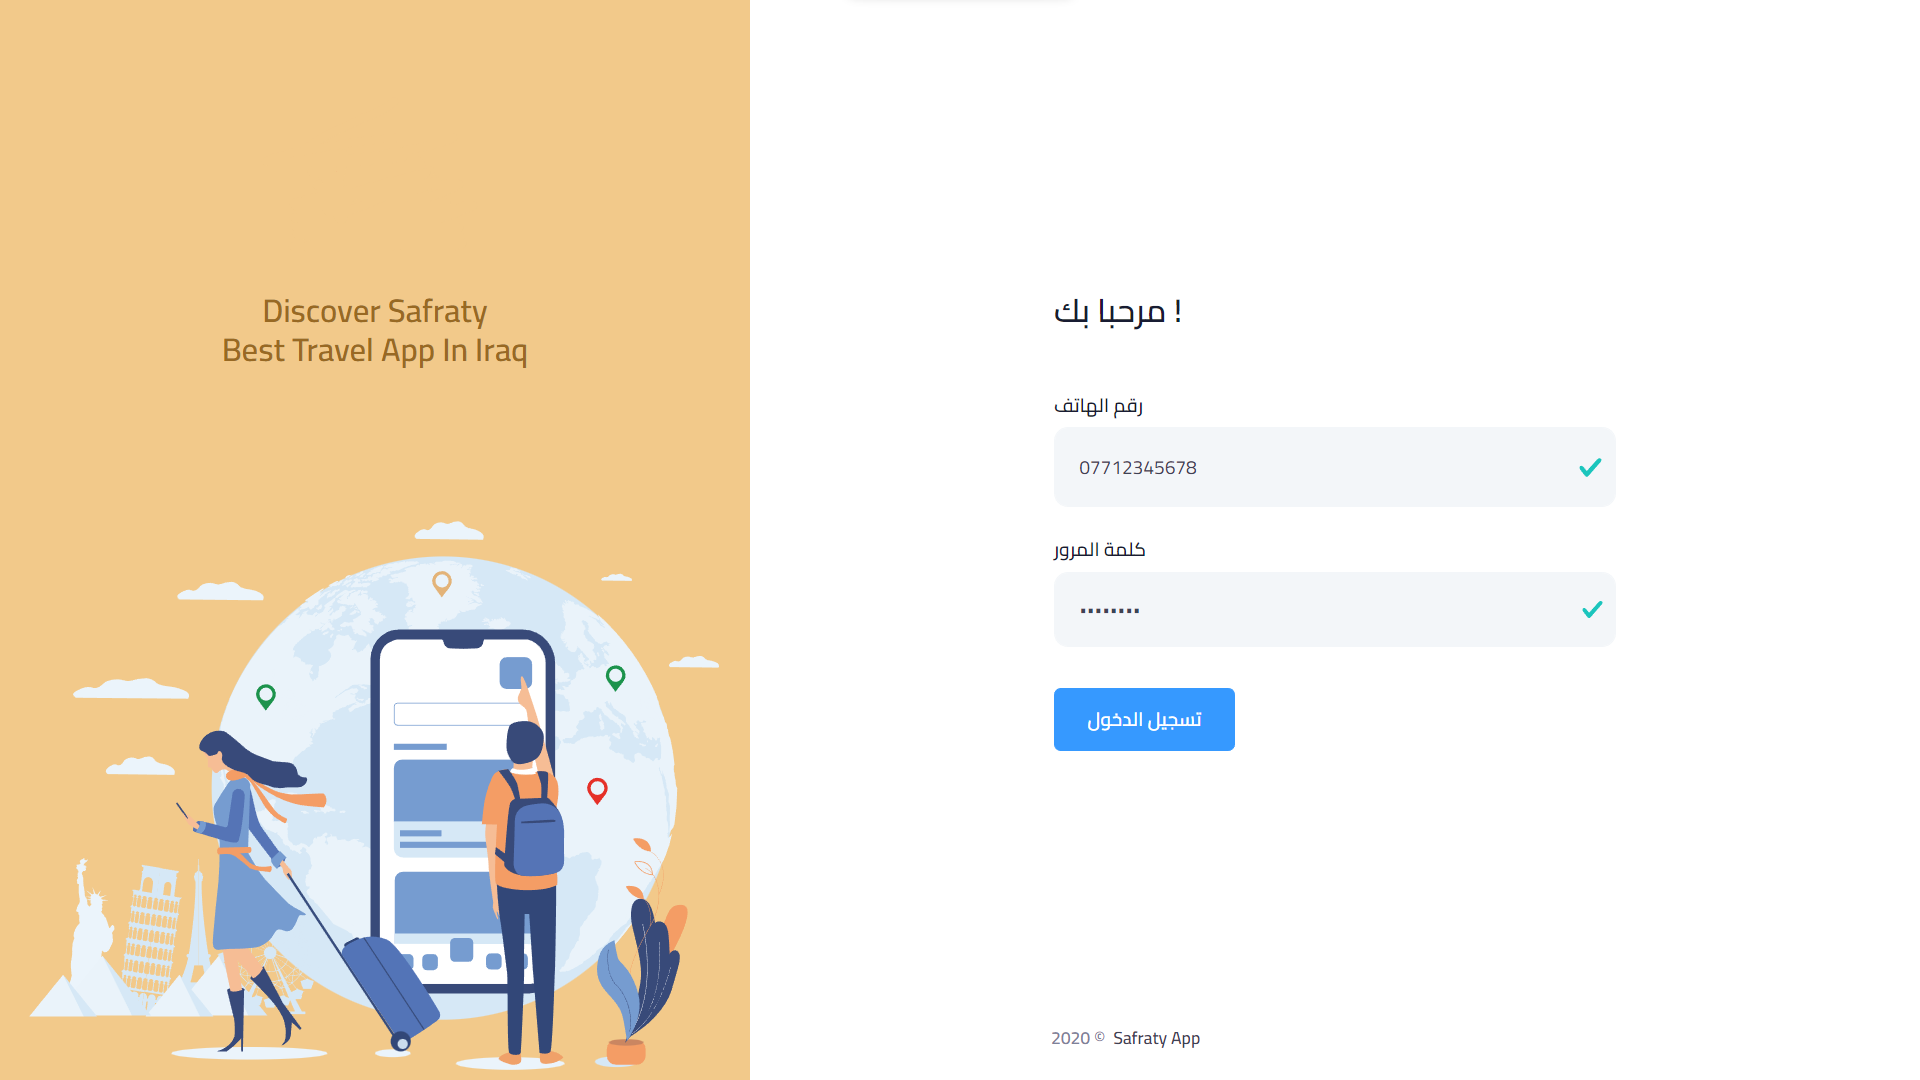 Discover Safraty
Best Travel App In Iraq
مرحبا بك !
رقم الهاتف
07712345678
كلمة المرور
••••••••
تسجيل الدخول
2020 © Safraty App